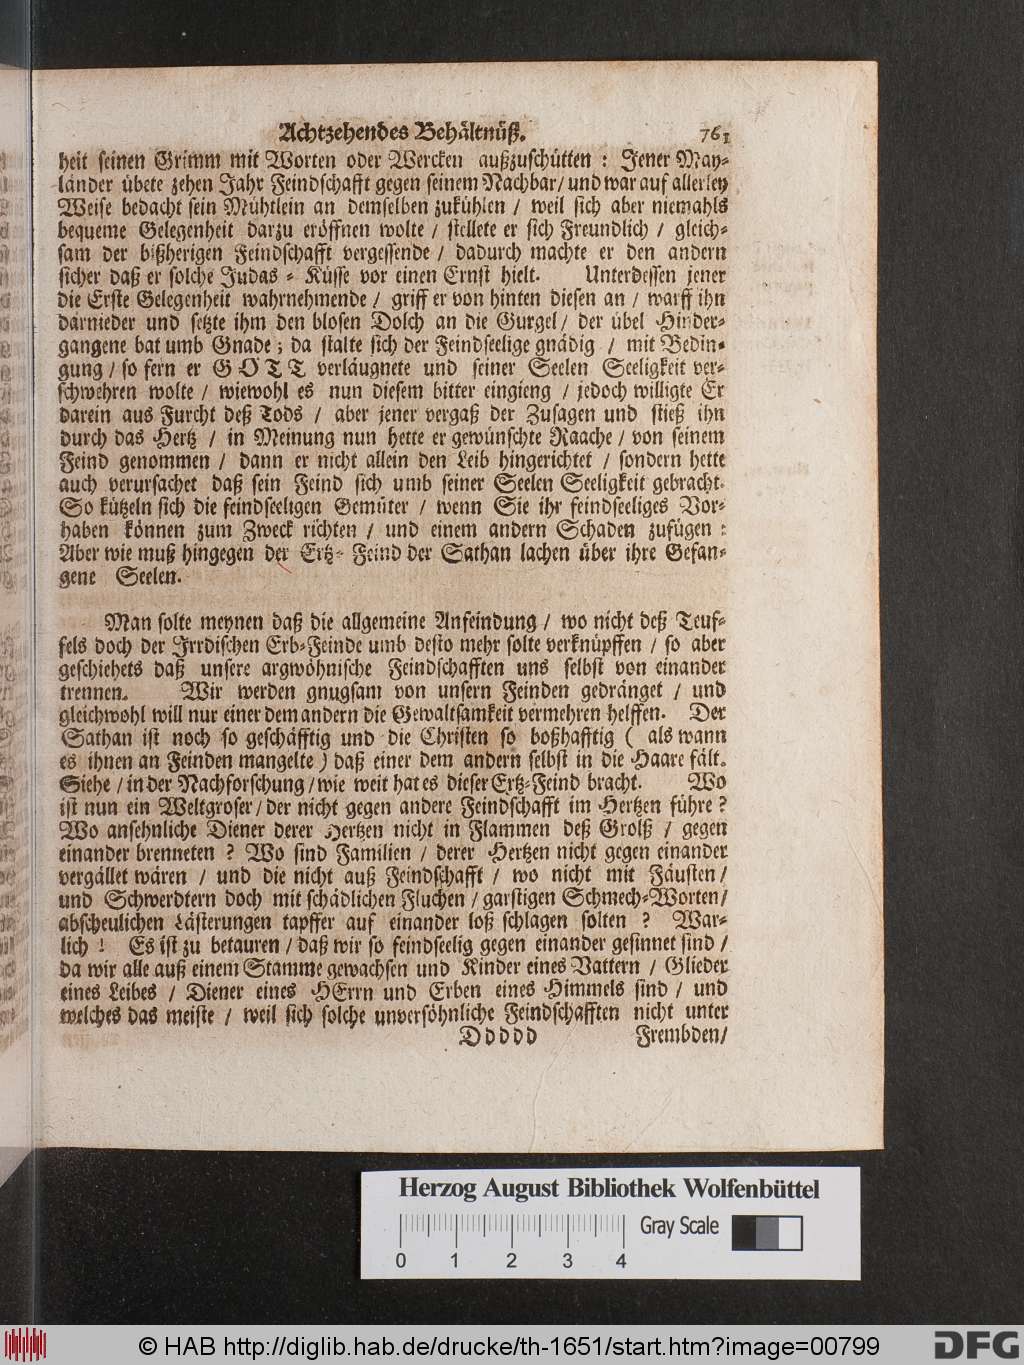 Achtzehendes Behältnüß. 761
heit seinen Grimm mit Worten oder Wercken außzuschütten : Jener May-
länder übete zehen Jahr Feindschafft gegen seinem Nachbar / und war auf allerley
Weise bedacht sein Mühtlein an demselben zukühlen / weil sich aber niemahls
bequeme Gelegenheit darzu eröffnen wolte / stellete er sich Freundlich / gleich-
sam der bißherigen Feindschafft vergessende / dadurch machte er den andern
sicher daß er solche Judas - Küsse vor einen Ernst hielt. Unterdessen jener
die Erste Gelegenheit wahrnehmende / griff er von hinten diesen an / warff ihn
darnieder und setzte ihm den blosen Dolch an die Gurgel / der übel Hinder-
gangene bat umb Gnade ; da stalte sich der Feindseelige gnädig / mit Bedin-
gung / so fern er GOTT verläugnete und seiner Seelen Seeligkeit ver-
schwehren wolte / wiewohl es nun diesem bitter eingieng / jedoch willigte Er
darein aus Furcht deß Tods / aber jener vergaß der Zusagen und stieß ihn
durch das Hertz / in Meinung nun hette er gewünschte Raache / von seinem
Feind genommen / dann er nicht allein den Leib hingerichtet / sondern hette
auch verursachet daß sein Feind sich umb seiner Seelen Seeligkeit gebracht.
So kützeln sich die feindseeligen Gemüter / wenn Sie ihr feindseeliges Vor-
haben können zum Zweck richten / und einem andern Schaden zufügen :
Aber wie muß hingegen der Ertz- Feind der Sathan lachen über ihre Gefan-
gene Seelen.
Man solte meynen daß die allgemeine Anfeindung / wo nicht deß Teuf-
fels doch der Jrrdischen Erb-Feinde umb desto mehr solte verknüpffen / so aber
geschiehets daß unsere argwöhnische Feindschafften uns selbst von einander
trennen. Wir werden gnugsam von unsern Feinden gedränget / und
gleichwohl will nur einer dem andern die Gewaltsamkeit vermehren helffen. Der
Sathan ist noch so geschäfftig und die Christen so boßhafftig ( als wann
es ihnen an Feinden mangelte ) daß einer dem andern selbst in die Haare fält.
Siehe / in der Nachforschung / wie weit hat es dieser Ertz-Feind bracht. Wo
ist nun ein Weltgroser / der nicht gegen andere Feindschafft im Hertzen führe ?
Wo ansehnliche Diener derer Hertzen nicht in Flammen deß Grolß / gegen
einander brenneten ? Wo sind Familien / derer Hertzen nicht gegen einander
vergället wären / und die nicht auß Feindschafft / wo nicht mit Fäusten /
und Schwerdtern doch mit schädlichen Fluchen / garstigen Schmech-Worten /
abscheulichen Lästerungen tapffer auf einander loß schlagen solten ? War-
lich ! Es ist zu betauren / daß wir so feindseelig gegen einander gesinnet sind /
da wir alle auß einem Stamme gewachsen und Kinder eines Vattern / Glieder
eines Leibes / Diener eines HErrn und Erben eines Himmels sind / und
welches das meiste / weil sich solche unversöhnliche Feindschafften nicht unter
Ddddd Frembden /
Herzog August Bibliothek Wolfenbüttel
Gray Scale
0 1 2 3 4
© HAB http://diglib.hab.de/drucke/th-1651/start.htm?image=00799
DFG